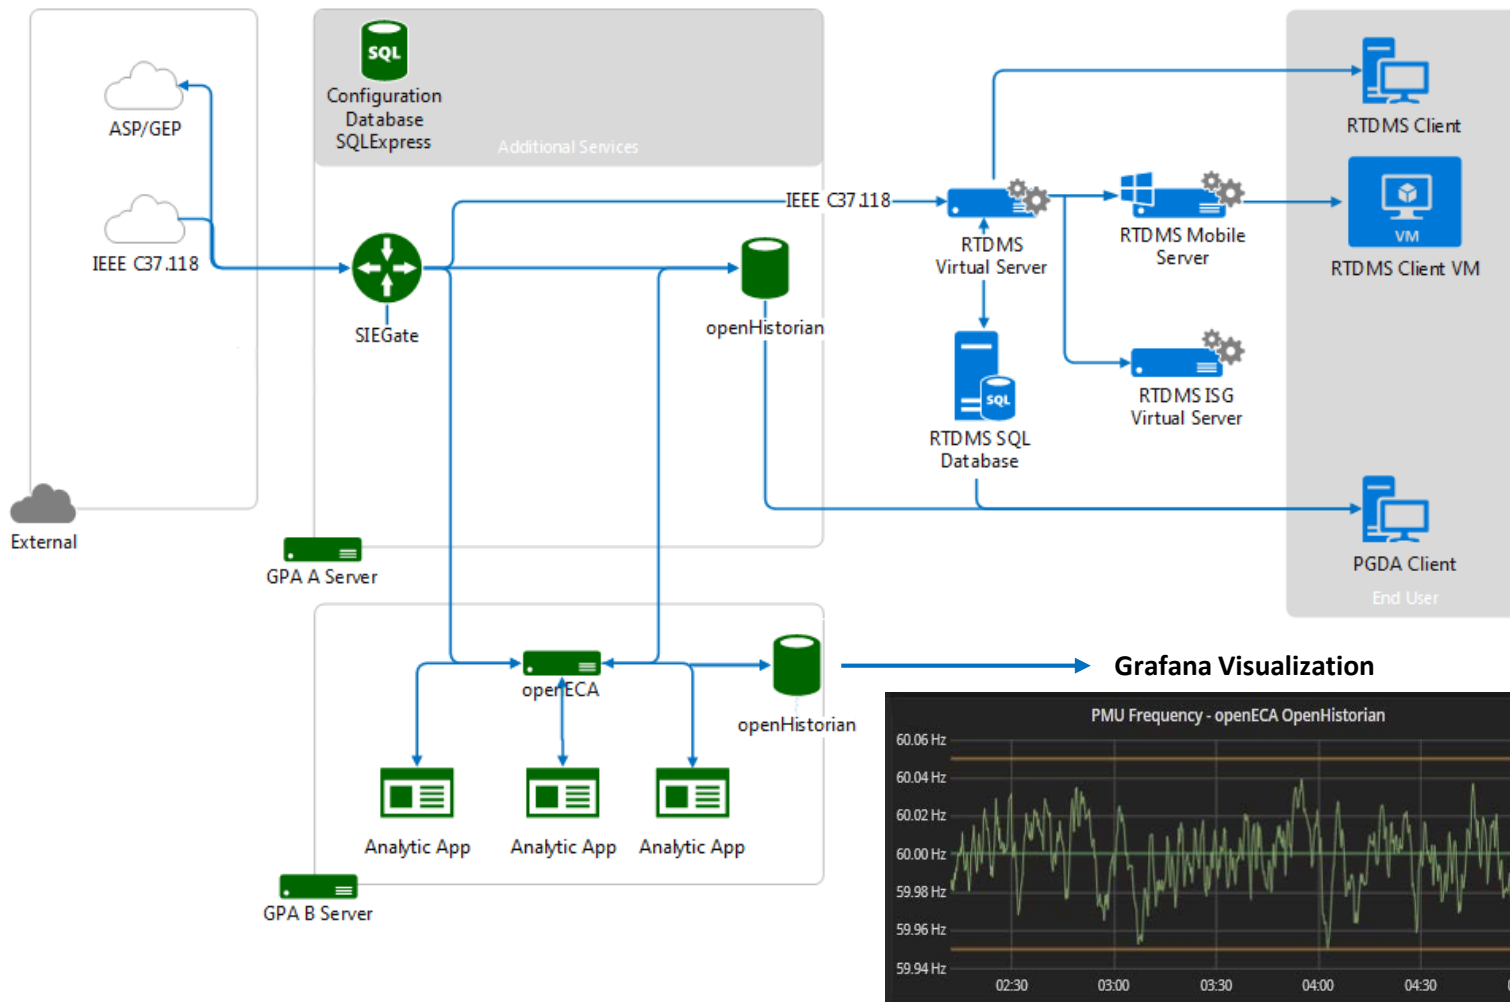 SQL
Configuration
Database
SQLExpress
Additional Services
ASP/GEP
IEEE C37.118
External
SIEGate
openHistorian
GPA A Server
IEEE C37.118
RTDMS
Virtual Server
RTDMS Mobile
Server
RTDMS ISG
Virtual Server
SQL
RTDMS SQL
Database
RTDMS Client
VM
RTDMS Client VM
PGDA Client
End User
openECA
openHistorian
Analytic App
Analytic App
Analytic App
GPA B Server
Grafana Visualization
PMU Frequency - openECA OpenHistorian
60.06 Hz
60.04 Hz
60.02 Hz
60.00 Hz
59.98 Hz
59.96 Hz
59.94 Hz
02:30
03:00
03:30
04:00
04:30